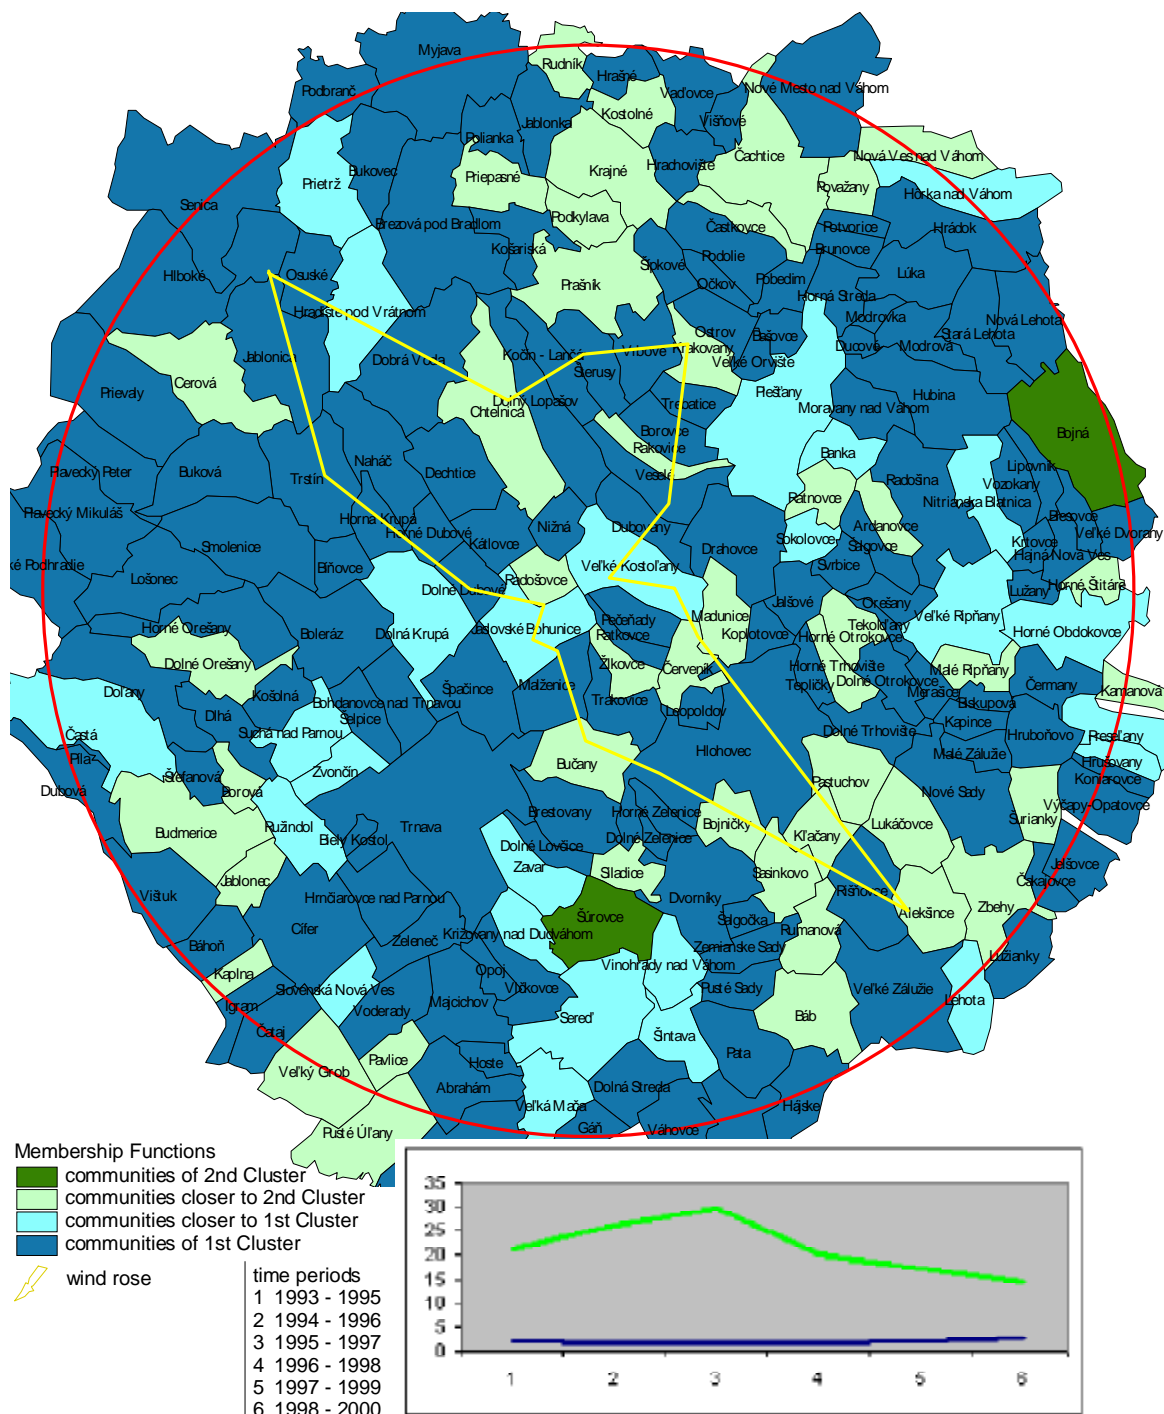 Myjava
Rudník
Podbranč
Hrašné
Vaďovce
Nové Mesto nad Váhom
Kostolné
Jablonka
Višňové
Polianka
Čachtice
Nová Ves nad Váhom
Bukovec
Hrachovište
Krajné
Priepasné
Prietrž
Považany
Hôrka nad Váhom
Senica
Podkylava
Brezová pod Bradlom
Častkovce
Potvorice
Hrádok
Košariská
Brunovce
Podolie
Šípkové
Lúka
Hlboké
Osuské
Pobedim
Prašník
Očkov
Horná Streda
Hradište pod Vrátnom
Modrovka
Nová Lehota
Ostrov
Bašovce
Stará Lehota
Jablonica
Dobrá Voda
Kočín - Lančá
Vrbové
Krakovany
Ducové
Modrová
Šterusy
Veľké Orvište
Cerová
Piešťany
Prievaly
Hubina
Dolný Lopašov
Trebatice
Chtelnica
Moravany nad Váhom
Borovce
Bojná
Rakovice
Banka
Naháč
Lipovník
Plavecký Peter
Buková
Trstín
Dechtice
Veselé
Radošina
Vozokany
Ratnovce
Nitrianska Blatnica
Plavecký Mikuláš
Horná Krupá
Ardanovce
Blesovce
Nižná
Dubovany
Horné Dubové
Sokolovce
Veľké Dvorany
Smolenice
Kátlovce
Drahovce
Šalgovce
Krtovce
Hajná Nová Ves
Bíňovce
Veľké Kostoľany
Svrbice
Lošonec
Radošovce
Dolné Dubové
Lužany
Horné Štitáre
Jalšové
Orešany
Madunice
Veľké Ripňany
Pečeňady
Tekolďany
Horné Orešany
Boleráz
Dolná Krupá
Jaslovské Bohunice
Ratkovce
Koplotovce
Horné Otrokovce
Horné Obdokovce
Dolné Orešany
Žlkovce
Červeník
Horné Trhovište
Malé Ripňany
Tepličky
Dolné Otrokovce
Čermany
Doľany
Košolná
Bohdanovce nad Trnavou
Špačince
Malženice
Merašice
Kamanová
Trakovice
Biskupová
Dlhá
Selpice
Leopoldov
Kapince
Častá
Suchá nad Parnou
Dolné Trhovište
Hruboňovo
Preseľany
Píla
Hlohovec
Malé Zálužie
Hrušovany
Štefanová
Zvončín
Bučany
Koniarovce
Dubová
Pastuchov
Nové Sady
Borová
Výčapy-Opatovce
Brestovany
Horné Zelenice
Ružindol
Trnava
Bojničky
Lukáčovce
Šurianky
Budmerice
Biely Kostol
Kľačany
Dolné Lovčice
Dolné Zelenice
Jelšovce
Zavar
Jablonec
Siladice
Sasinkovo
Čakajovce
Rišňovce
Vištuk
Hrnčiarovce nad Parnou
Dvorníky
Zbehy
Šúrovce
Šalgočka
Alekšince
Cífer
Rumanová
Križovany nad Dudváhom
Zeleneč
Báhoň
Zemianske Sady
Lužianky
Vinohrady nad Váhom
Opoj
Kaplna
Slovenská Nová Ves
Vlčkovce
Pusté Sady
Veľké Zálužie
Igram
Voderady
Majcichov
Lehota
Sereď
Báb
Čataj
Šintava
Pata
Pavlice
Hoste
Veľký Grob
Abrahám
Dolná Streda
Veľká Mača
Hájske
Gáň
Váhovce
Pusté Úľany
Membership Functions
communities of 2nd Cluster
communities closer to 2nd Cluster
communities closer to 1st Cluster
communities of 1st Cluster
wind rose
time periods
1 1993 - 1995
2 1994 - 1996
3 1995 - 1997
4 1996 - 1998
5 1997 - 1999
6 1998 - 2000
35
30
25
20
15
10
5
0
1 2 3 4 5 6